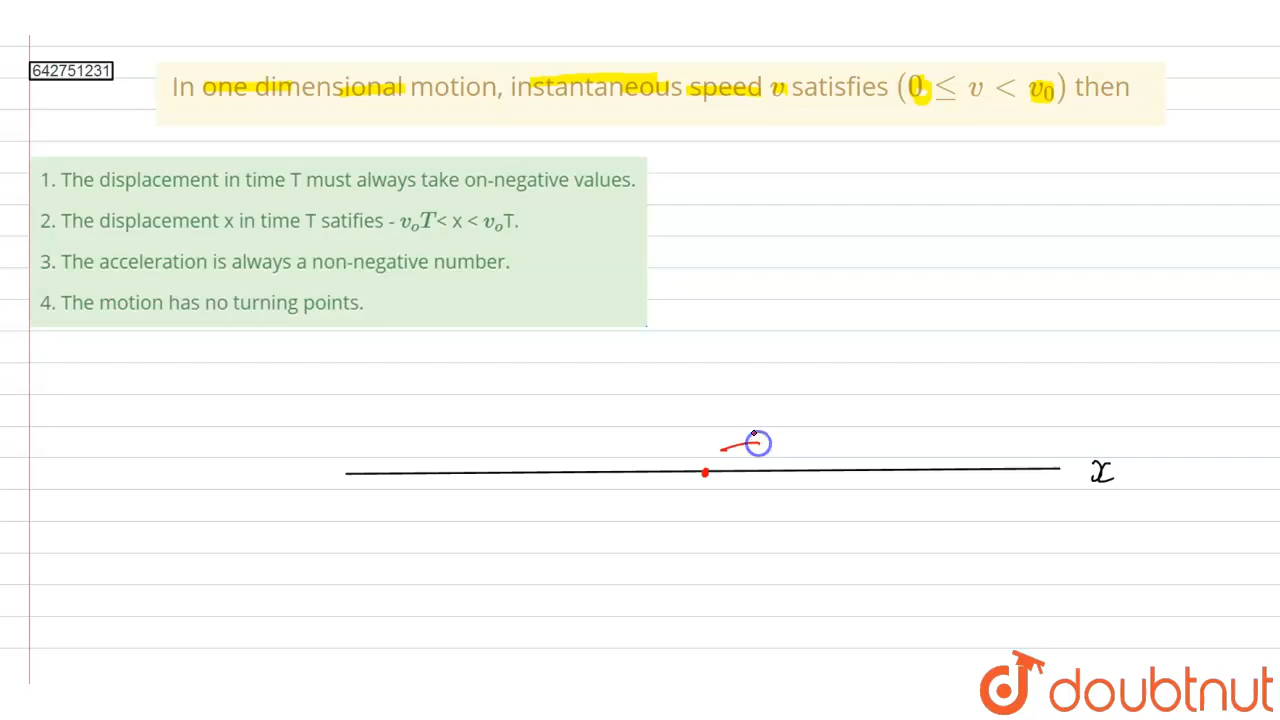 642751231
In one dimensional motion, instantaneous speed v satisfies (0 ≤ v < v₀) then
1. The displacement in time T must always take on-negative values.
2. The displacement x in time T satifies - vₒT< x < vₒT.
3. The acceleration is always a non-negative number.
4. The motion has no turning points.
x
doubtnut